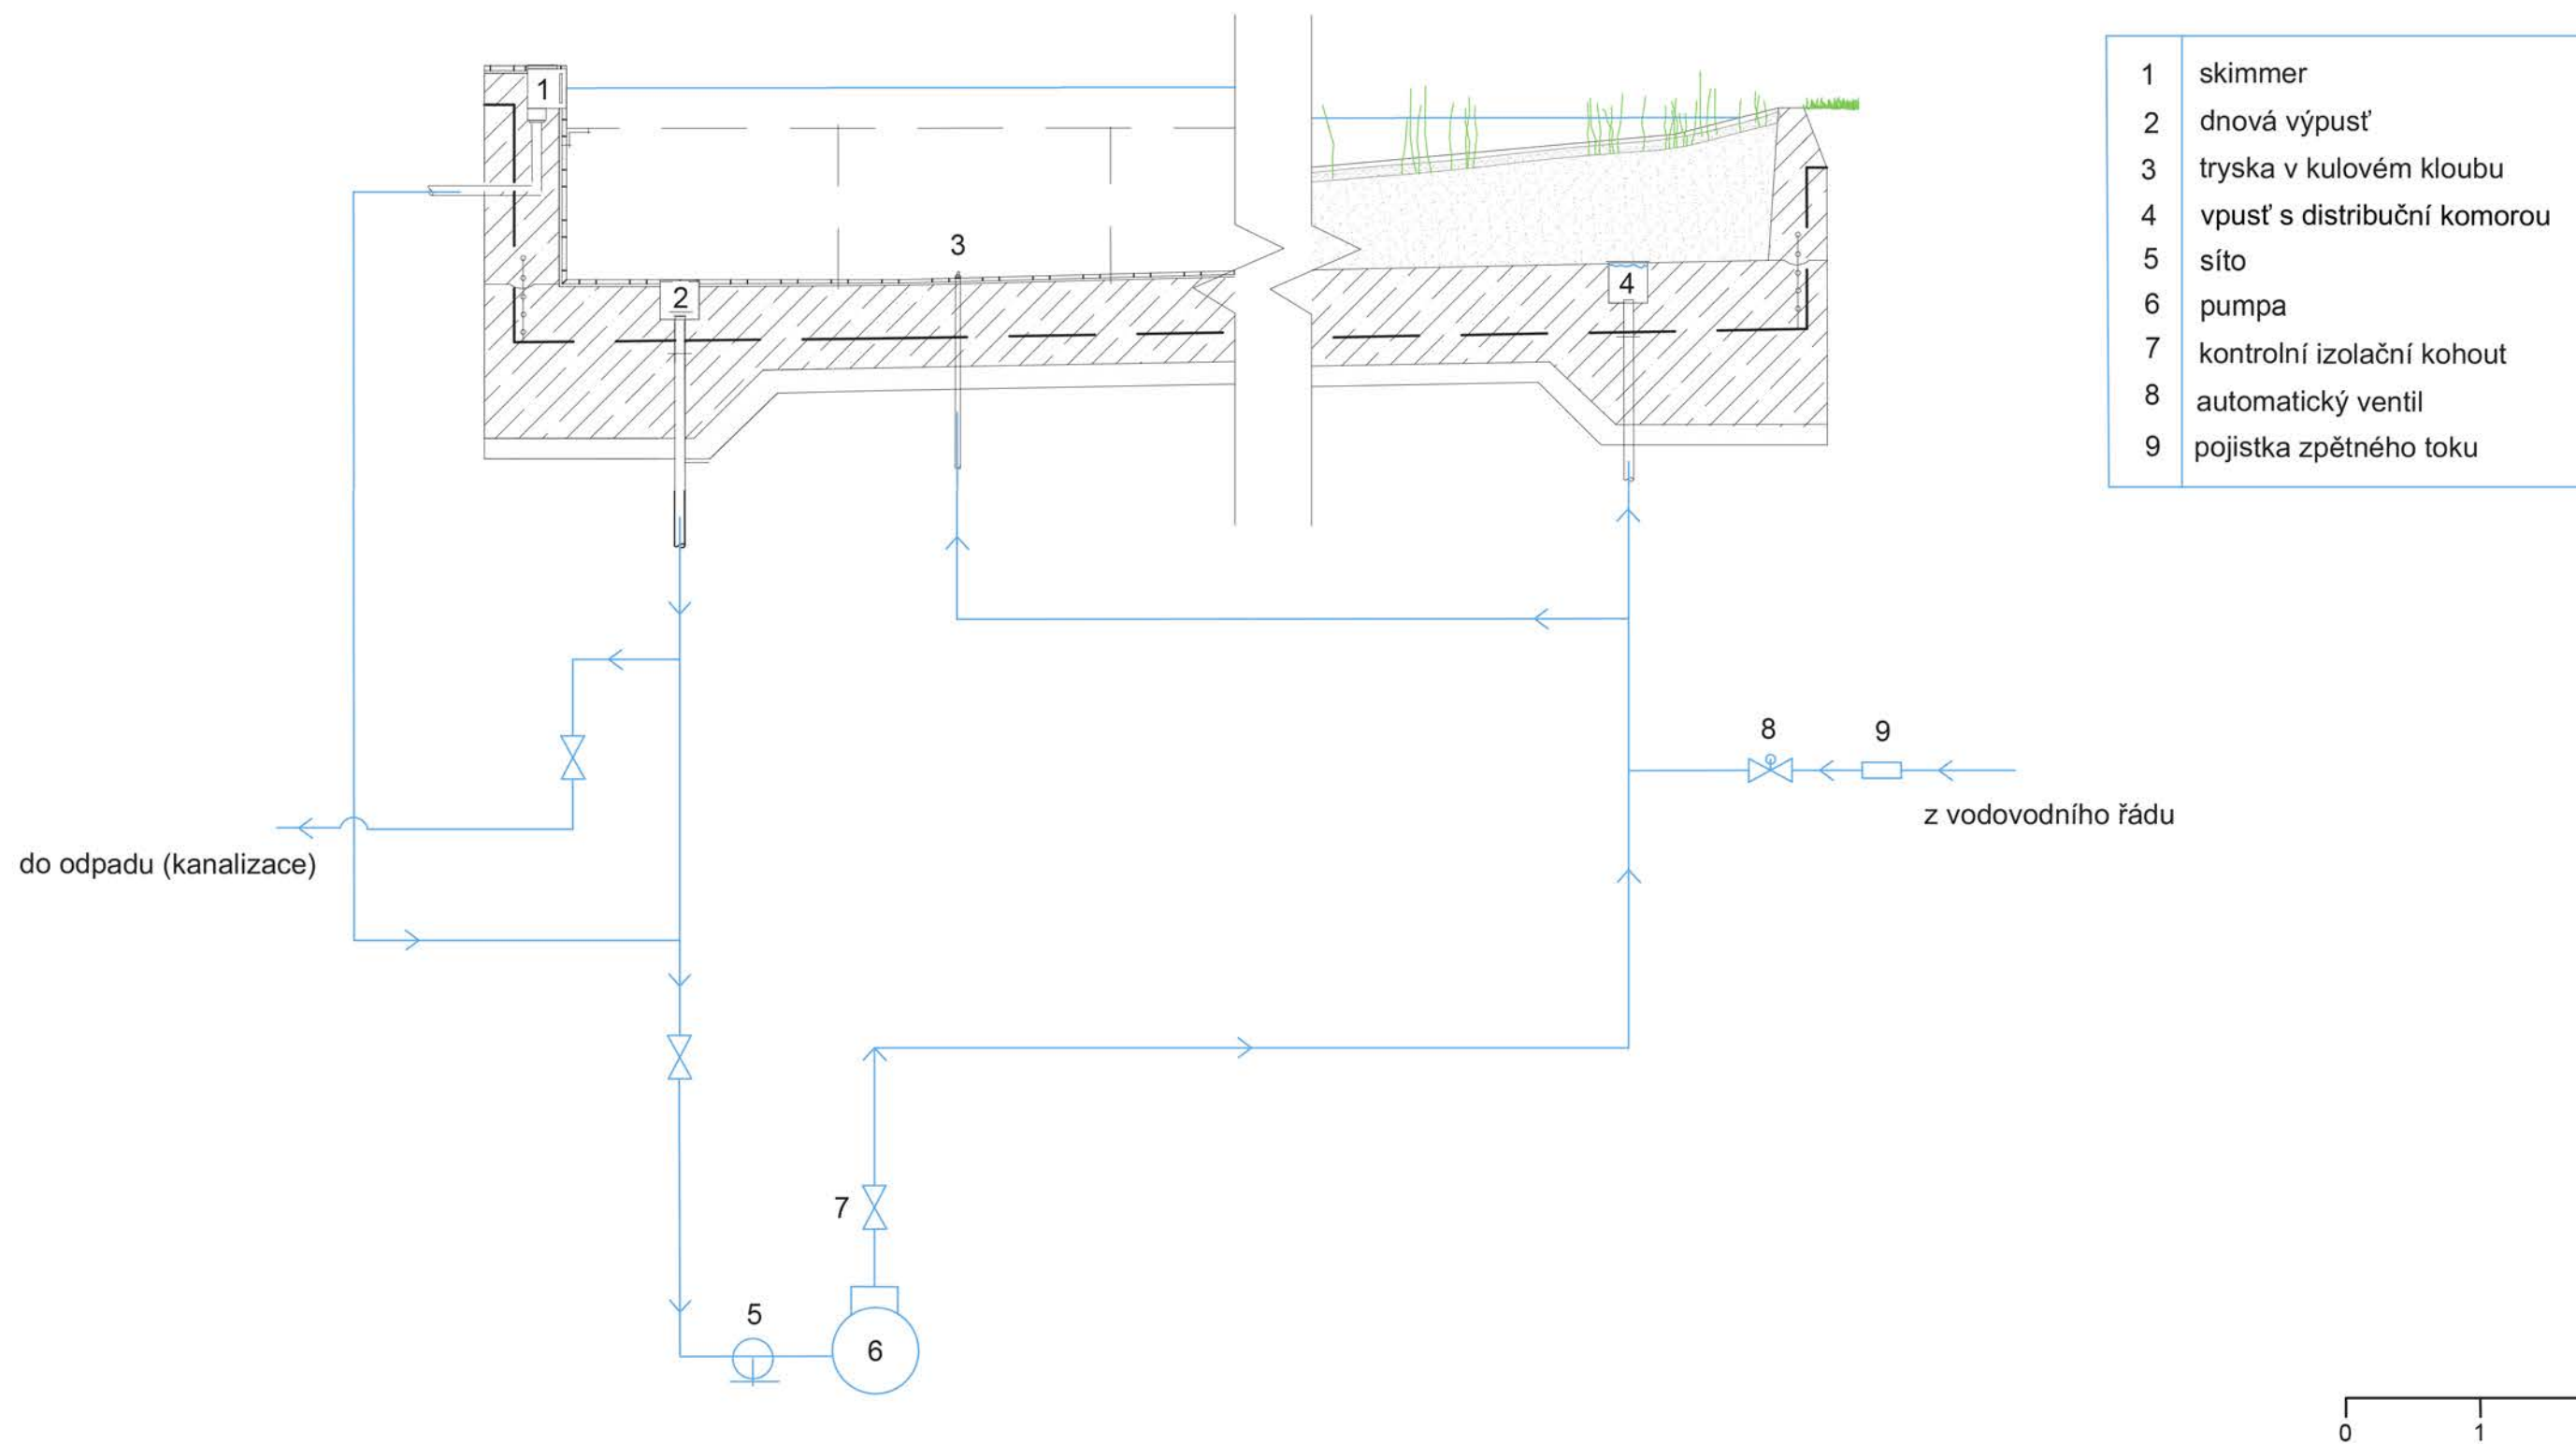 1 skimmer
2 dnová výpusť
3 tryska v kulovém kloubu
4 vpusť s distribuční komorou
5 síto
6 pumpa
7 kontrolní izolační kohout
8 automatický ventil
9 pojistka zpětného toku
1
2
3
4
8 9
z vodovodního řádu
do odpadu (kanalizace)
7
5
6
0 1